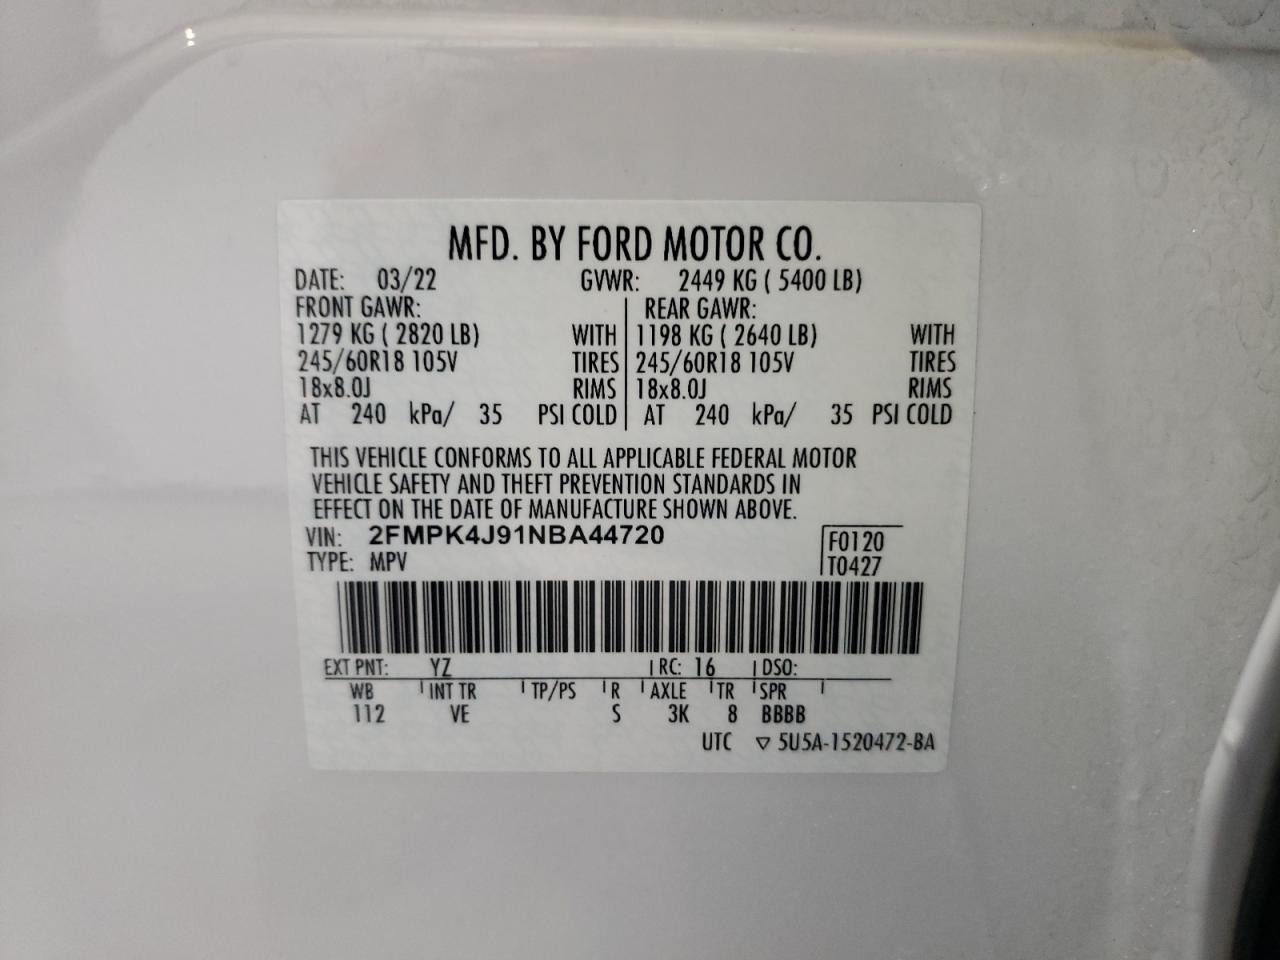 MFD. BY FORD MOTOR CO.
DATE: 03/22 GVWR: 2449 KG ( 5400 LB)
FRONT GAWR: REAR GAWR:
1279 KG ( 2820 LB) WITH 1198 KG ( 2640 LB) WITH
245/60R18 105V TIRES 245/60R18 105V TIRES
18x8.0J RIMS 18x8.0J RIMS
AT 240 kPa/ 35 PSI COLD AT 240 kPa/ 35 PSI COLD
THIS VEHICLE CONFORMS TO ALL APPLICABLE FEDERAL MOTOR
VEHICLE SAFETY AND THEFT PREVENTION STANDARDS IN
EFFECT ON THE DATE OF MANUFACTURE SHOWN ABOVE.
VIN: 2FMPK4J91NBA44720 F0120
TYPE: MPV T0427
EXT PNT: YZ RC: 16 DSO:
WB INT TR TP/PS R AXLE TR SPR
112 VE S 3K 8 BBBB
UTC ▽ 5U5A-1520472-BA